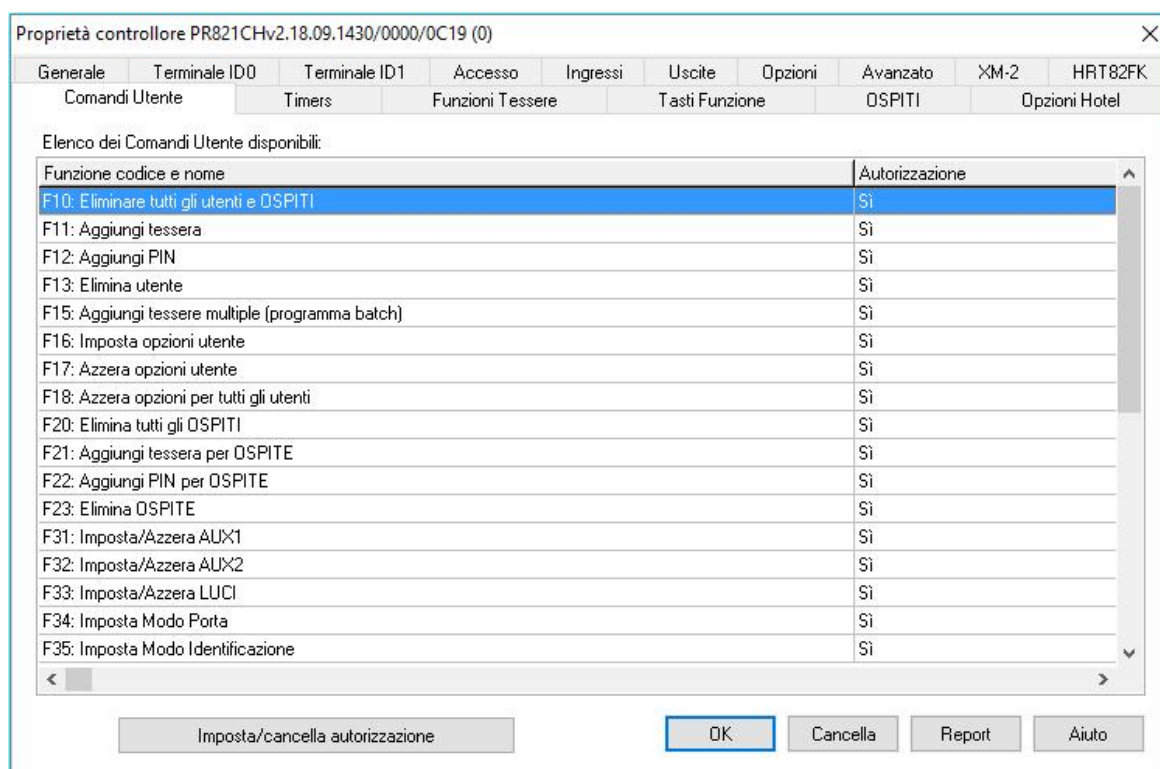 Proprietà controllore PR821CHv2.18.09.1430/0000/0C19 (0)
Generale Terminale ID0 Terminale ID1 Accesso Ingressi Uscite Opzioni Avanzato XM-2 HRT82FK
Comandi Utente Timers Funzioni Tessere Tasti Funzione OSPITI Opzioni Hotel
Elenco dei Comandi Utente disponibili:
Funzione codice e nome Autorizzazione
F10: Eliminare tutti gli utenti e OSPITI Sì
F11: Aggiungi tessera Sì
F12: Aggiungi PIN Sì
F13: Elimina utente Sì
F15: Aggiungi tessere multiple (programma batch) Sì
F16: Imposta opzioni utente Sì
F17: Azzera opzioni utente Sì
F18: Azzera opzioni per tutti gli utenti Sì
F20: Elimina tutti gli OSPITI Sì
F21: Aggiungi tessera per OSPITE Sì
F22: Aggiungi PIN per OSPITE Sì
F23: Elimina OSPITE Sì
F31: Imposta/Azzera AUX1 Sì
F32: Imposta/Azzera AUX2 Sì
F33: Imposta/Azzera LUCI Sì
F34: Imposta Modo Porta Sì
F35: Imposta Modo Identificazione Sì
Imposta/cancella autorizzazione OK Cancella Report Aiuto